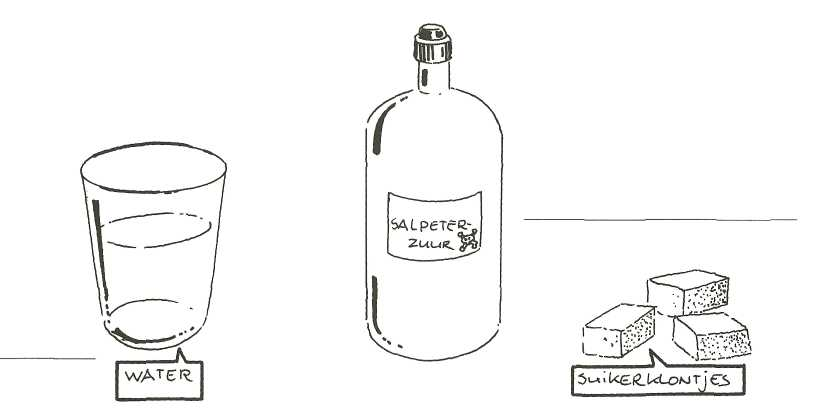 WATER
SALPETER-
ZUUR
SUIKERKLONTJES